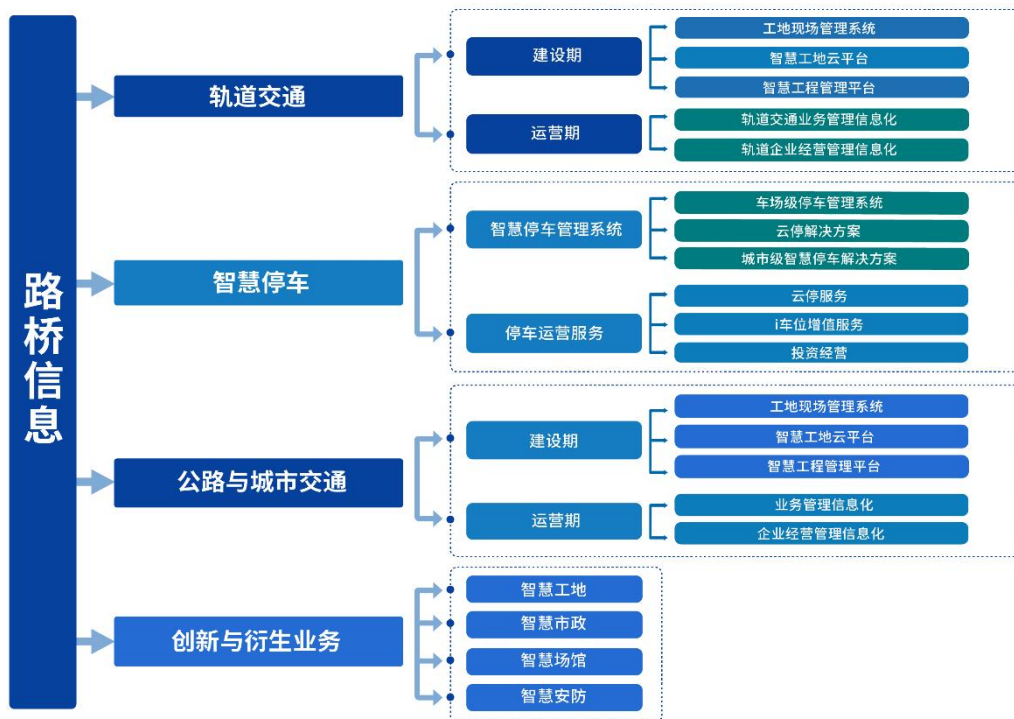 路桥信息
轨道交通
建设期
工地现场管理系统
智慧工地云平台
智慧工程管理平台
运营期
轨道交通业务管理信息化
轨道企业经营管理信息化
智慧停车
智慧停车管理系统
车场级停车管理系统
云停解决方案
城市级智慧停车解决方案
停车运营服务
云停服务
i车位增值服务
投资经营
公路与城市交通
建设期
工地现场管理系统
智慧工地云平台
智慧工程管理平台
运营期
业务管理信息化
企业经营管理信息化
创新与衍生业务
智慧工地
智慧市政
智慧场馆
智慧安防